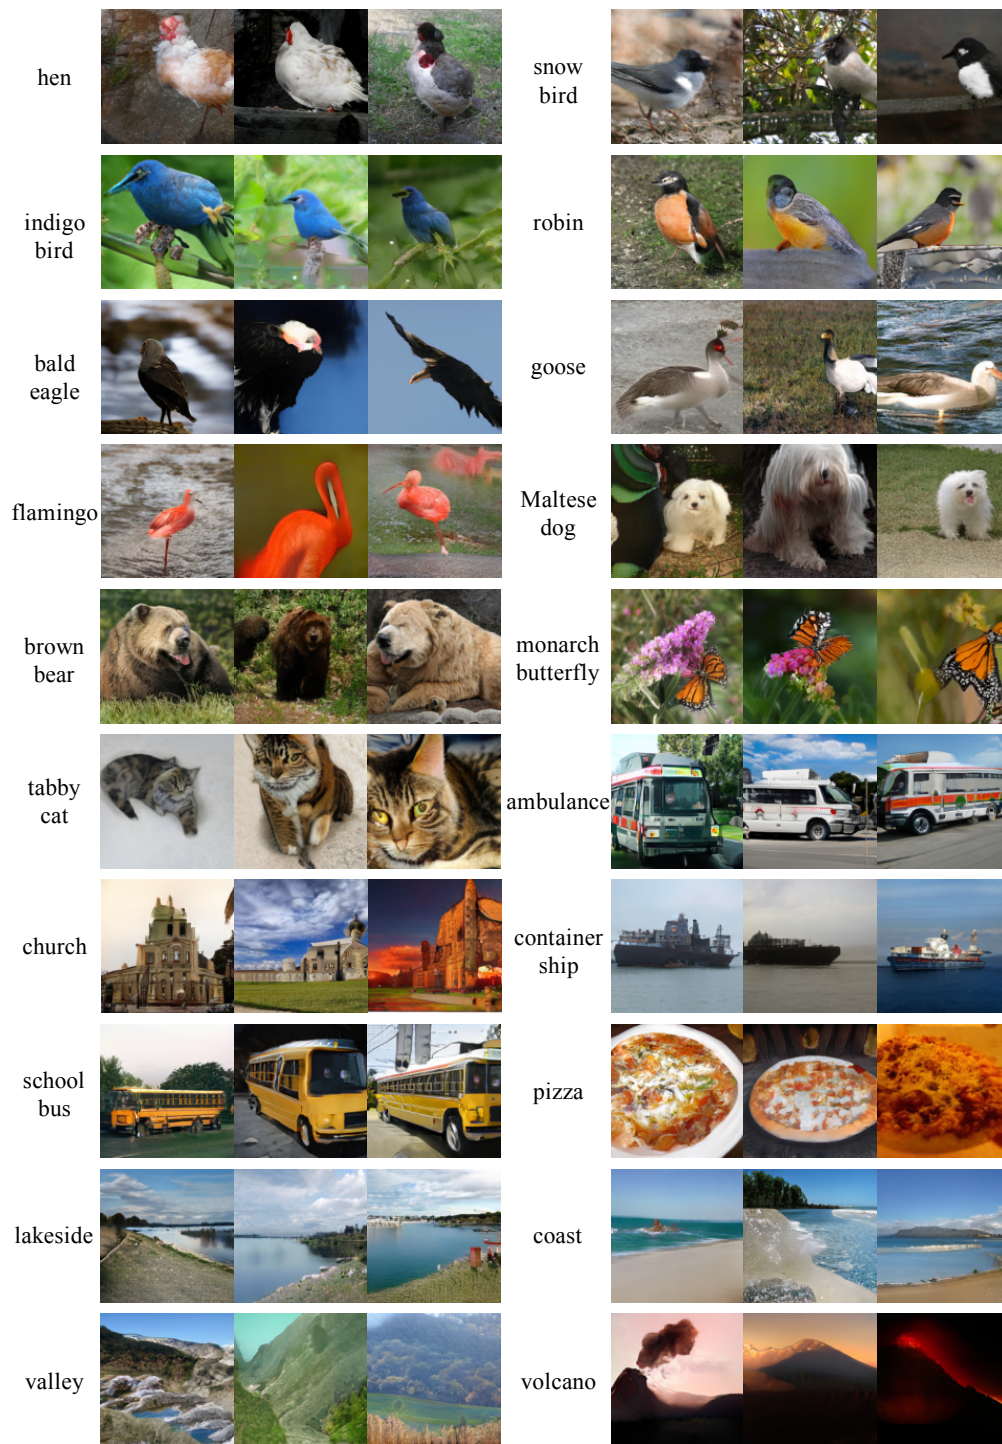 hen
snow
bird
indigo
bird
robin
bald
eagle
goose
flamingo
Maltese
dog
brown
bear
monarch
butterfly
tabby
cat
ambulance
church
container
ship
school
bus
pizza
lakeside
coast
valley
volcano